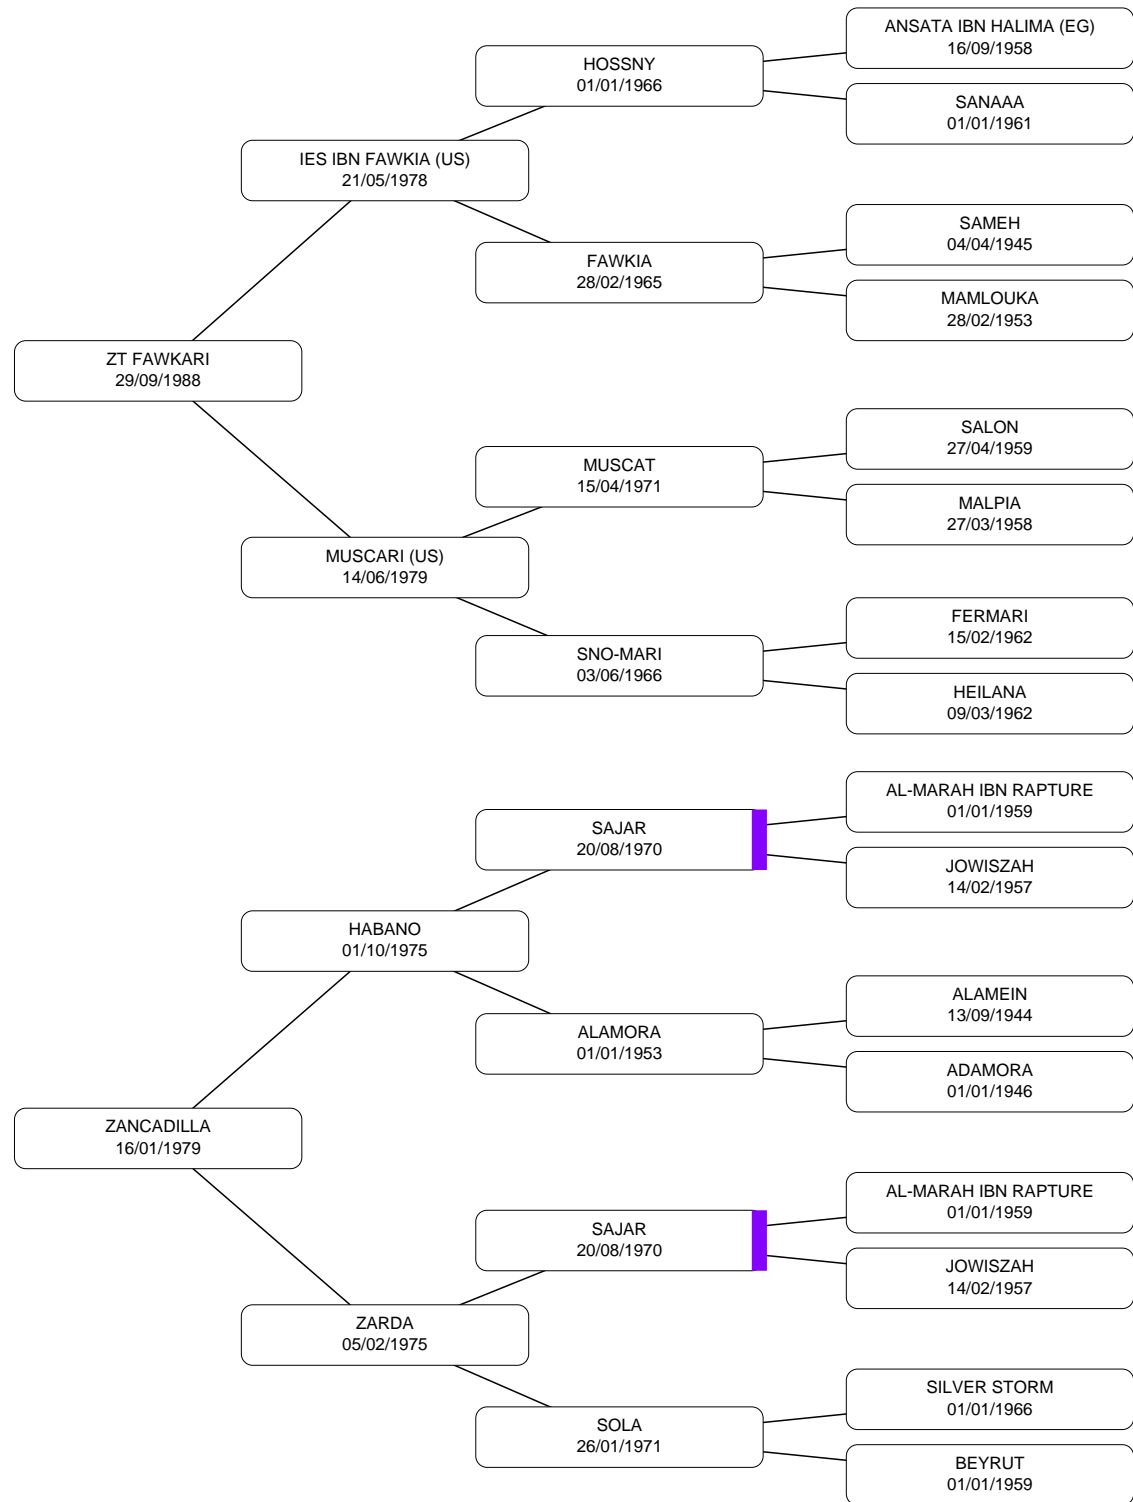 ANSATA IBN HALIMA (EG)
16/09/1958
HOSSNY
01/01/1966
SANAAA
01/01/1961
IES IBN FAWKIA (US)
21/05/1978
SAMEH
04/04/1945
FAWKIA
28/02/1965
MAMLOUKA
28/02/1953
ZT FAWKARI
29/09/1988
SALON
27/04/1959
MUSCAT
15/04/1971
MALPIA
27/03/1958
MUSCARI (US)
14/06/1979
FERMARI
15/02/1962
SNO-MARI
03/06/1966
HEILANA
09/03/1962
AL-MARAH IBN RAPTURE
01/01/1959
SAJAR
20/08/1970
JOWISZAH
14/02/1957
HABANO
01/10/1975
ALAMEIN
13/09/1944
ALAMORA
01/01/1953
ADAMORA
01/01/1946
ZANCADILLA
16/01/1979
AL-MARAH IBN RAPTURE
01/01/1959
SAJAR
20/08/1970
JOWISZAH
14/02/1957
ZARDA
05/02/1975
SILVER STORM
01/01/1966
SOLA
26/01/1971
BEYRUT
01/01/1959